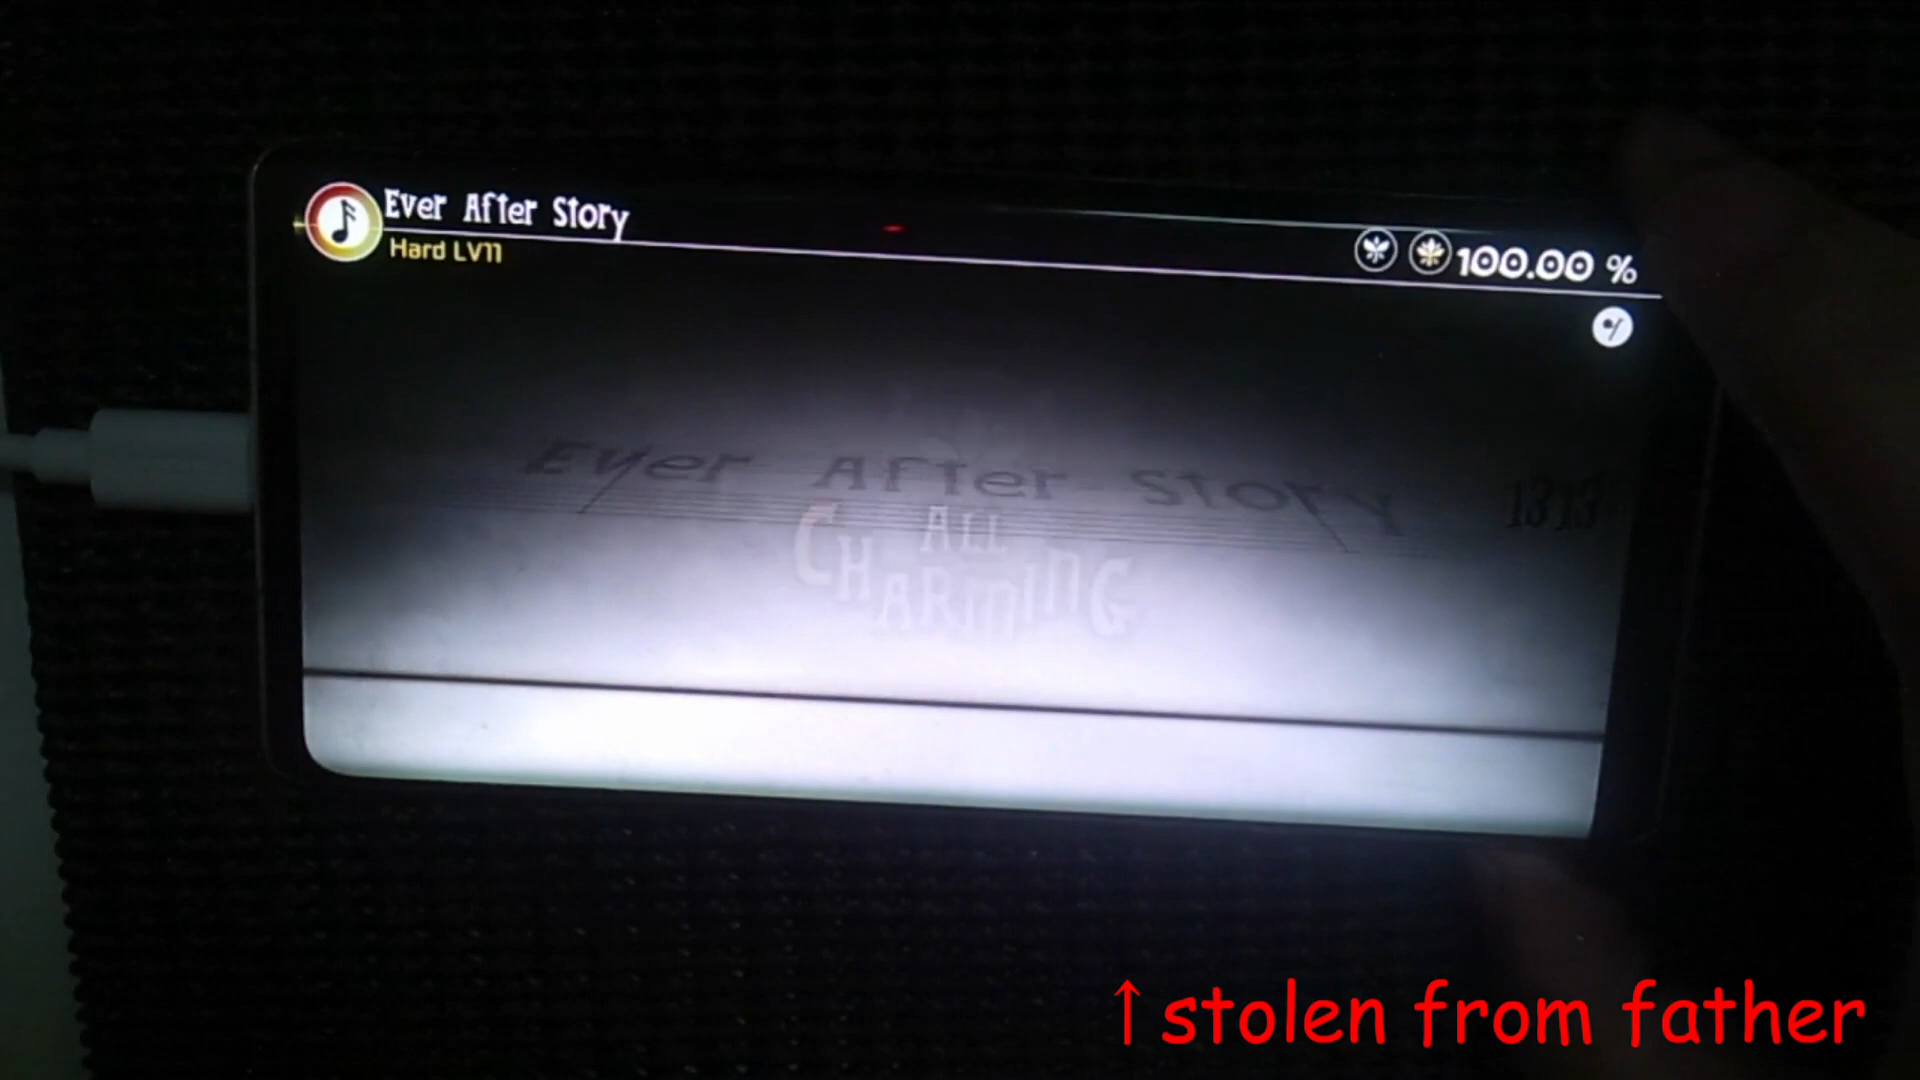 Ever After Story
Hard LV11
100.00 %
Ever After Story
1313
ALL
CHARMING
↑stolen from father